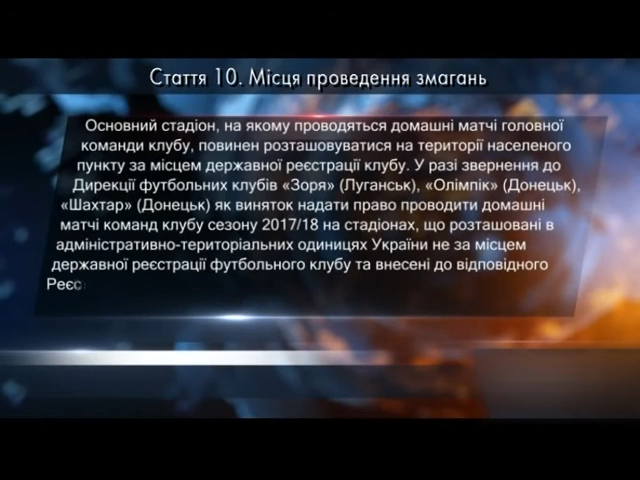 Стаття 10. Місця проведення змагань
Основний стадіон, на якому проводяться домашні матчі головної
команди клубу, повинен розташовуватися на території населеного
пункту за місцем державної реєстрації клубу. У разі звернення до
Дирекції футбольних клубів «Зоря» (Луганськ), «Олімпік» (Донецьк),
«Шахтар» (Донецьк) як виняток надати право проводити домашні
матчі команд клубу сезону 2017/18 на стадіонах, що розташовані в
адміністративно-територіальних одиницях України не за місцем
державної реєстрації футбольного клубу та внесені до відповідного
Реєс